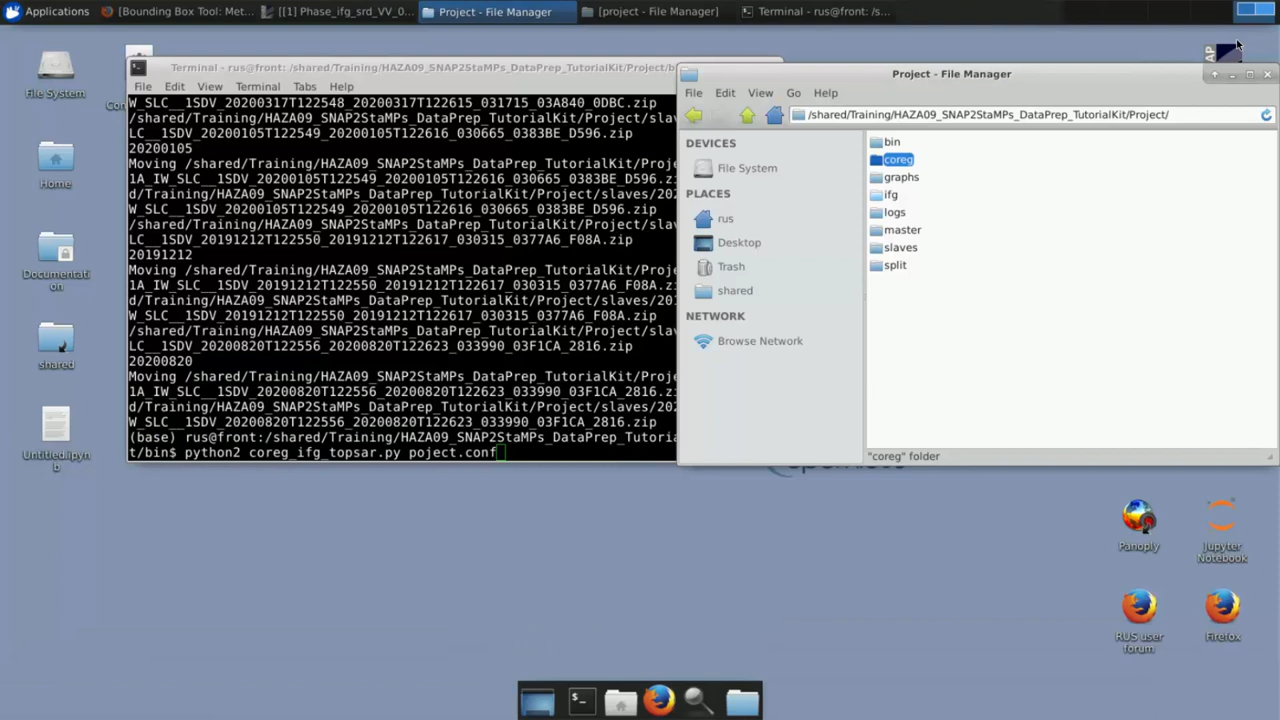 Applications
[Bounding Box Tool: Met...
[[1] Phase_ifg_srd_VV_0...
Project - File Manager
[project - File Manager]
Terminal - rus@front: /s...
File System
Home
Documentati
on
shared
Untitled.ipyn
b
Terminal - rus@front: /shared/Training/HAZA09_SNAP2StaMPs_DataPrep_TutorialKit/Project/b
File Edit View Terminal Tabs Help
W_SLC__1SDV_20200317T122548_20200317T122615_031715_03A840_0DBC.zip
/shared/Training/HAZA09_SNAP2StaMPs_DataPrep_TutorialKit/Project/slav
LC__1SDV_20200105T122549_20200105T122616_030665_0383BE_D596.zip
20200105
Moving /shared/Training/HAZA09_SNAP2StaMPs_DataPrep_TutorialKit/Proje
1A_IW_SLC__1SDV_20200105T122549_20200105T122616_030665_0383BE_D596.zi
d/Training/HAZA09_SNAP2StaMPs_DataPrep_TutorialKit/Project/slaves/202
W_SLC__1SDV_20200105T122549_20200105T122616_030665_0383BE_D596.zip
/shared/Training/HAZA09_SNAP2StaMPs_DataPrep_TutorialKit/Project/slav
LC__1SDV_20191212T122550_20191212T122617_030315_0377A6_F08A.zip
20191212
Moving /shared/Training/HAZA09_SNAP2StaMPs_DataPrep_TutorialKit/Proje
1A_IW_SLC__1SDV_20191212T122550_20191212T122617_030315_0377A6_F08A.zi
d/Training/HAZA09_SNAP2StaMPs_DataPrep_TutorialKit/Project/slaves/201
W_SLC__1SDV_20191212T122550_20191212T122617_030315_0377A6_F08A.zip
/shared/Training/HAZA09_SNAP2StaMPs_DataPrep_TutorialKit/Project/slav
LC__1SDV_20200820T122556_20200820T122623_033990_03F1CA_2816.zip
20200820
Moving /shared/Training/HAZA09_SNAP2StaMPs_DataPrep_TutorialKit/Proje
1A_IW_SLC__1SDV_20200820T122556_20200820T122623_033990_03F1CA_2816.zi
d/Training/HAZA09_SNAP2StaMPs_DataPrep_TutorialKit/Project/slaves/202
W_SLC__1SDV_20200820T122556_20200820T122623_033990_03F1CA_2816.zip
(base) rus@front:/shared/Training/HAZA09_SNAP2StaMPs_DataPrep_Tutoria
t/bin$ python2 coreg_ifg_topsar.py poject.conf
Project - File Manager
File Edit View Go Help
/shared/Training/HAZA09_SNAP2StaMPs_DataPrep_TutorialKit/Project/
DEVICES
File System
PLACES
rus
Desktop
Trash
shared
NETWORK
Browse Network
bin
coreg
graphs
ifg
logs
master
slaves
split
"coreg" folder
Panoply
Jupyter
Notebook
RUS user
forum
Firefox